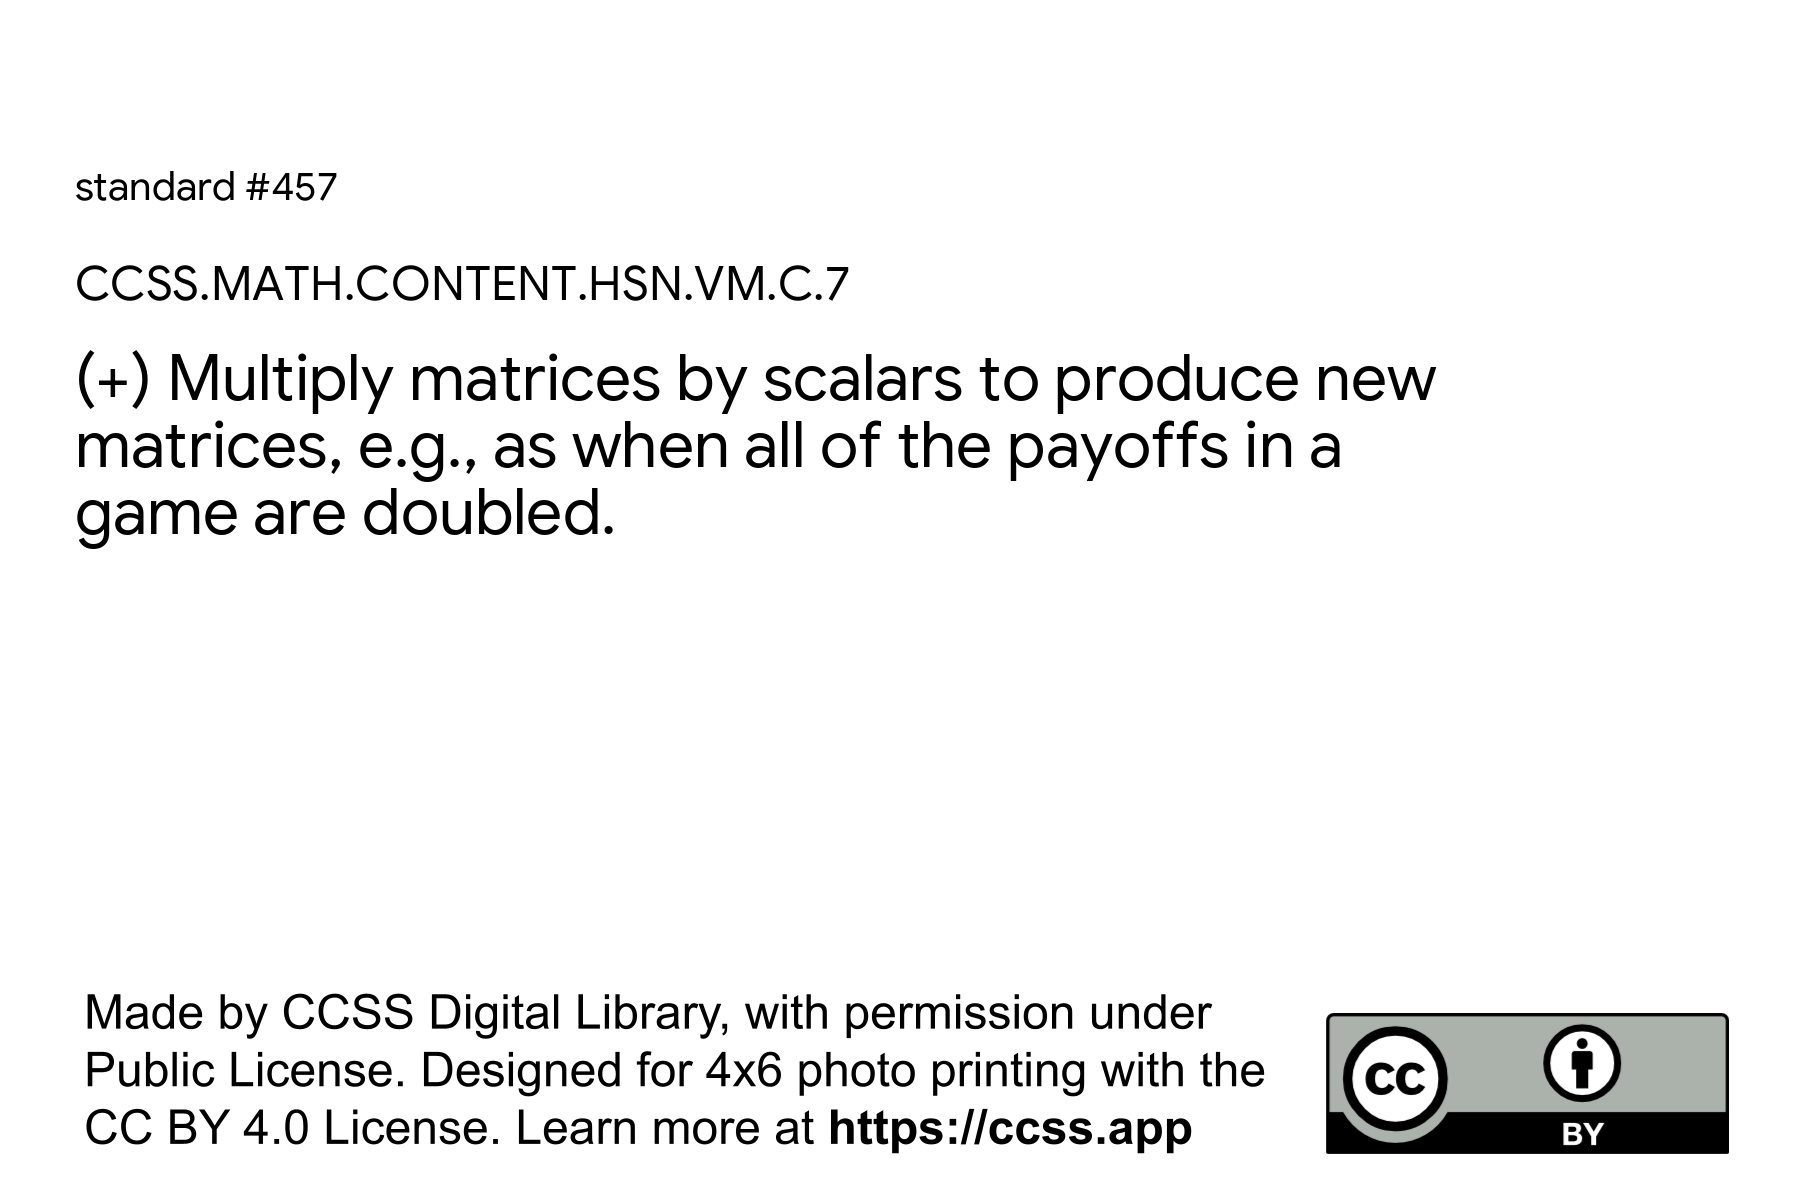 standard #457
CCSS.MATH.CONTENT.HSN.VM.C.7
(+) Multiply matrices by scalars to produce new
matrices, e.g., as when all of the payoffs in a
game are doubled.
Made by CCSS Digital Library, with permission under
Public License. Designed for 4x6 photo printing with the
CC BY 4.0 License. Learn more at https://ccss.app
cc
BY